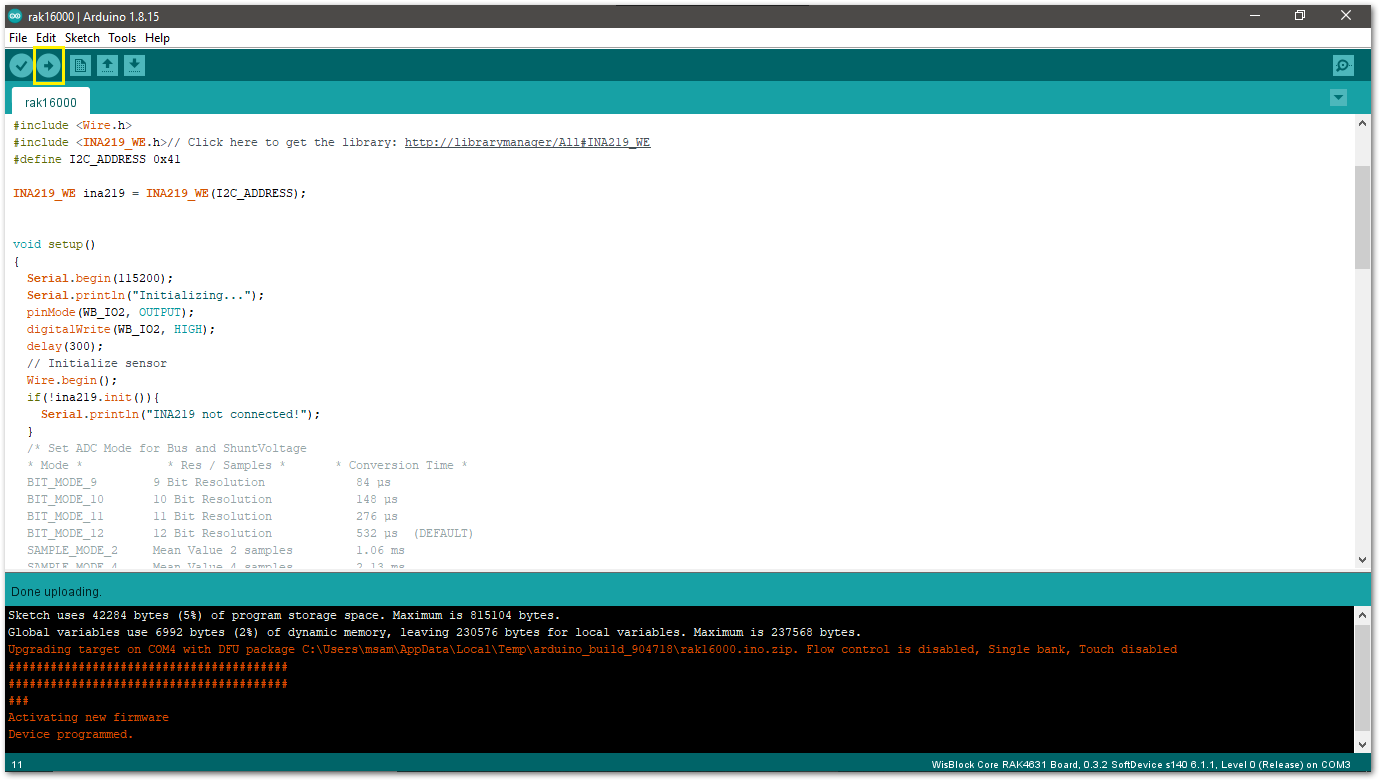 rak16000 | Arduino 1.8.15
File Edit Sketch Tools Help
rak16000
#include <Wire.h>
#include <INA219_WE.h>// Click here to get the library: http://librarymanager/All#INA219_WE
#define I2C_ADDRESS 0x41
INA219_WE ina219 = INA219_WE(I2C_ADDRESS);
void setup()
{
Serial.begin(115200);
Serial.println("Initializing...");
pinMode(WB_IO2, OUTPUT);
digitalWrite(WB_IO2, HIGH);
delay(300);
// Initialize sensor
Wire.begin();
if(!ina219.init()){
Serial.println("INA219 not connected!");
}
/* Set ADC Mode for Bus and ShuntVoltage
* Mode * * Res / Samples * * Conversion Time *
BIT_MODE_9 9 Bit Resolution 84 µs
BIT_MODE_10 10 Bit Resolution 148 µs
BIT_MODE_11 11 Bit Resolution 276 µs
BIT_MODE_12 12 Bit Resolution 532 µs (DEFAULT)
SAMPLE_MODE_2 Mean Value 2 samples 1.06 ms
SAMPLE_MODE_4 Mean Value 4 samples 2.13 ms
Done uploading.
Sketch uses 42284 bytes (5%) of program storage space. Maximum is 815104 bytes.
Global variables use 6992 bytes (2%) of dynamic memory, leaving 230576 bytes for local variables. Maximum is 237568 bytes.
Upgrading target on COM4 with DFU package C:\Users\msam\AppData\Local\Temp\arduino_build_904718\rak16000.ino.zip. Flow control is disabled, Single bank, Touch disabled
########################################
########################################
###
Activating new firmware
Device programmed.
11 WisBlock Core RAK4631 Board, 0.3.2 SoftDevice s140 6.1.1, Level 0 (Release) on COM3